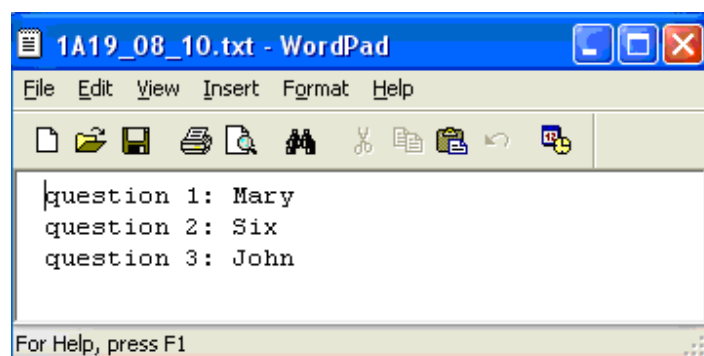 1A19_08_10.txt - WordPad
File Edit View Insert Format Help
question 1: Mary
question 2: Six
question 3: John
For Help, press F1